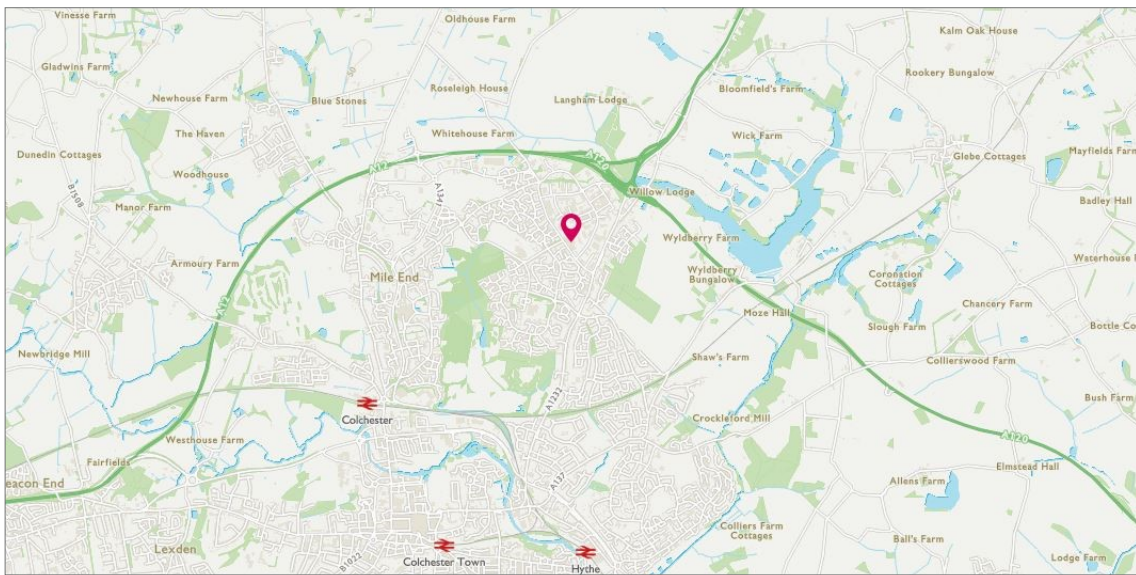 Vinesse Farm
Oldhouse Farm
Kalm Oak House
Gladwins Farm
50
Rookery Bungalow
Newhouse Farm
Blue Stones
Roseleigh House
Langham Lodge
Bloomfield's Farm
The Haven
Whitehouse Farm
Wick Farm
Dunedin Cottages
A12
A120
Glebe Cottages
Mayfields Farm
Woodhouse
B1508
A1341
Willow Lodge
Badley Hall
Manor Farm
Wyldberry Farm
Armoury Farm
Mile End
Wyldberry
Bungalow
Coronation
Cottages
Waterhouse
A12
Moze Hall
Chancery Farm
Slough Farm
Bottle Co
Newbridge Mill
Shaw's Farm
Collierswood Farm
A1232
Bush Farm
Colchester
Crockleford Mill
Westhouse Farm
A120
Fairfields
Elmstead Hall
eacon End
A137
Allens Farm
Lexden
Colliers Farm
Cottages
Ball's Farm
B1022
Colchester Town
Hythe
Lodge Farm